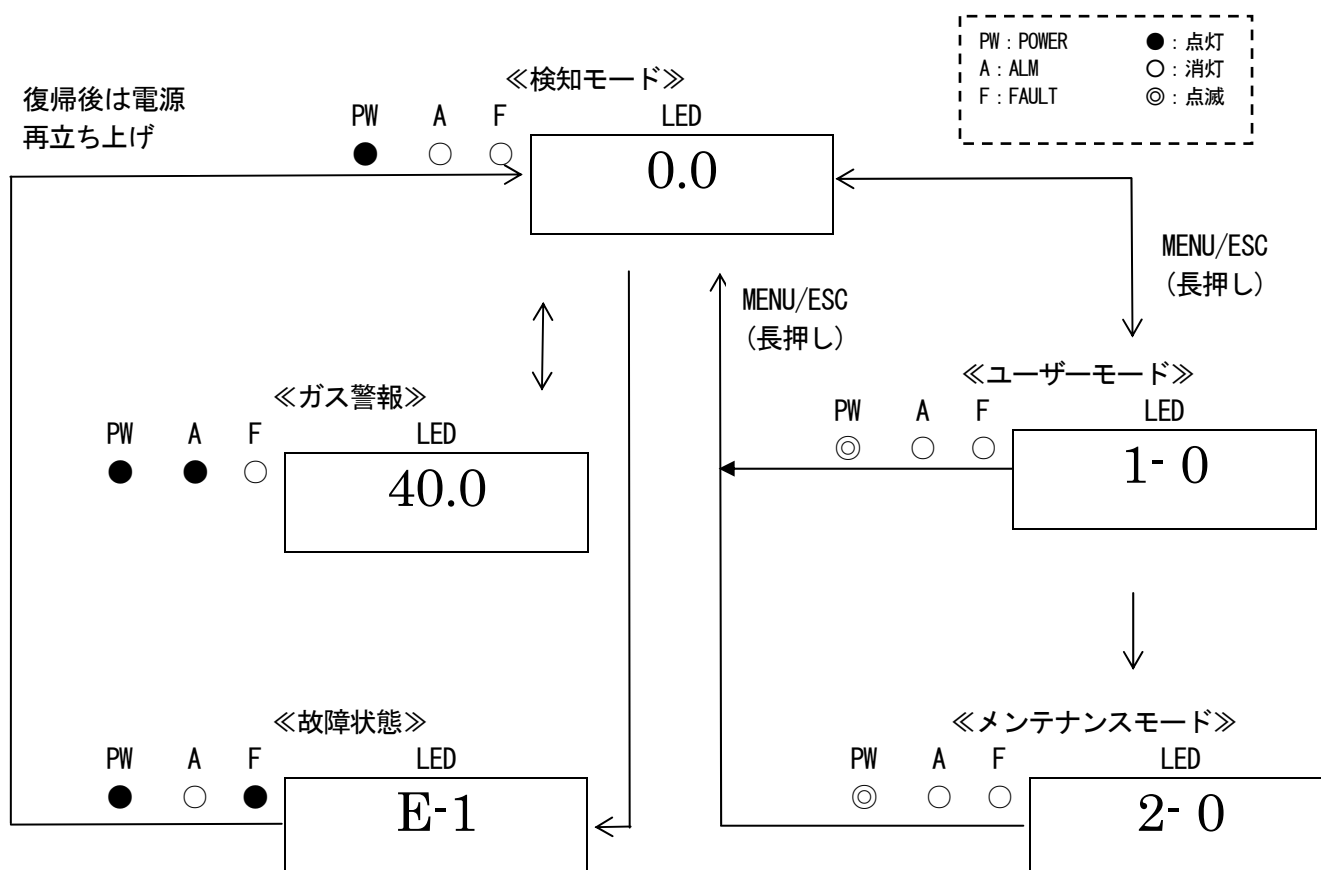 PW：POWER ●：点灯
A：ALM ○：消灯
F：FAULT ◎：点滅
≪検知モード≫
復帰後は電源
再立ち上げ
PW A F LED
● ○ ○
0.0
MENU/ESC
（長押し）
MENU/ESC
（長押し）
≪ユーザーモード≫
PW A F LED
◎ ○ ○
1- 0
≪ガス警報≫
PW A F LED
● ● ○
40.0
≪故障状態≫
PW A F LED
● ○ ●
E-1
≪メンテナンスモード≫
PW A F LED
◎ ○ ○
2- 0